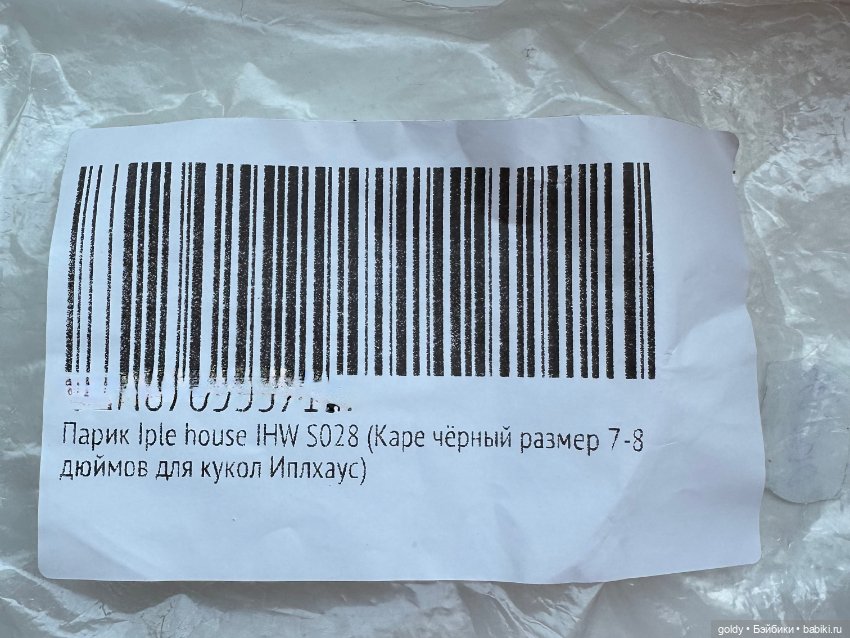 Парик Iple house IHW S028 (Каре чёрный размер 7-8
дюймов для кукол Иплхаус)
goldy • Бэйбики • babiki.ru